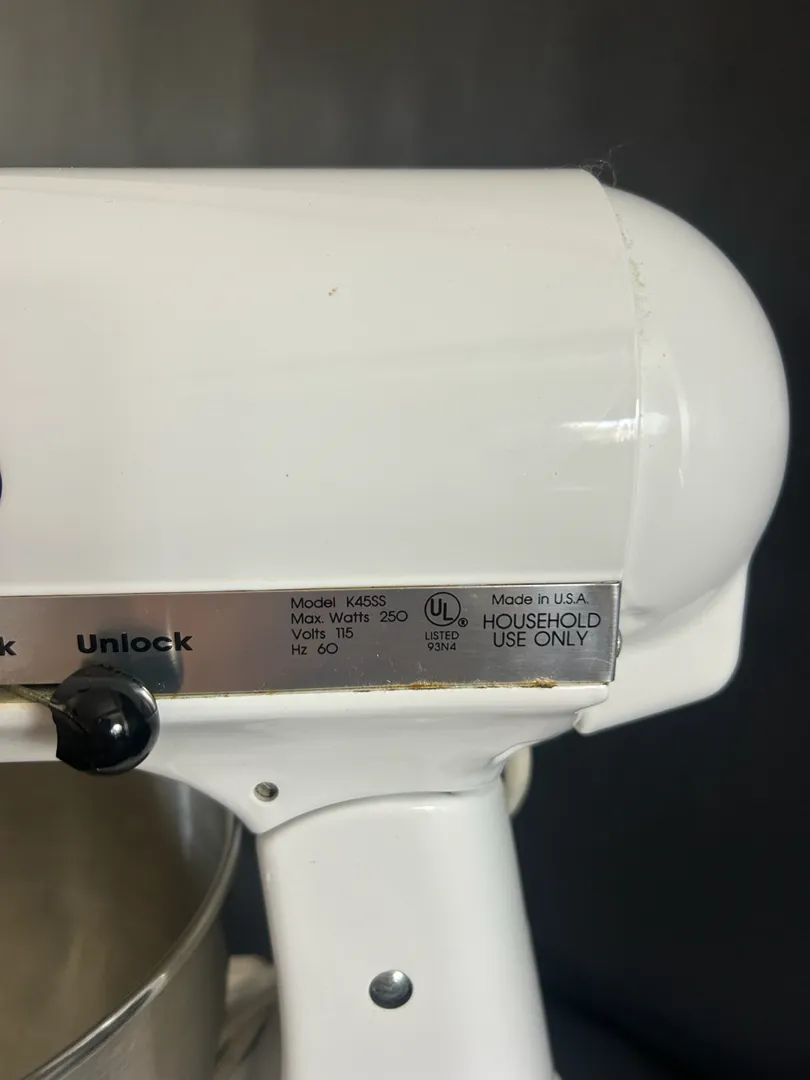 k
Unlock
Model K45SS
Max. Watts 250
Volts 115
Hz 60
UL®
LISTED
93N4
Made in U.S.A.
HOUSEHOLD
USE ONLY